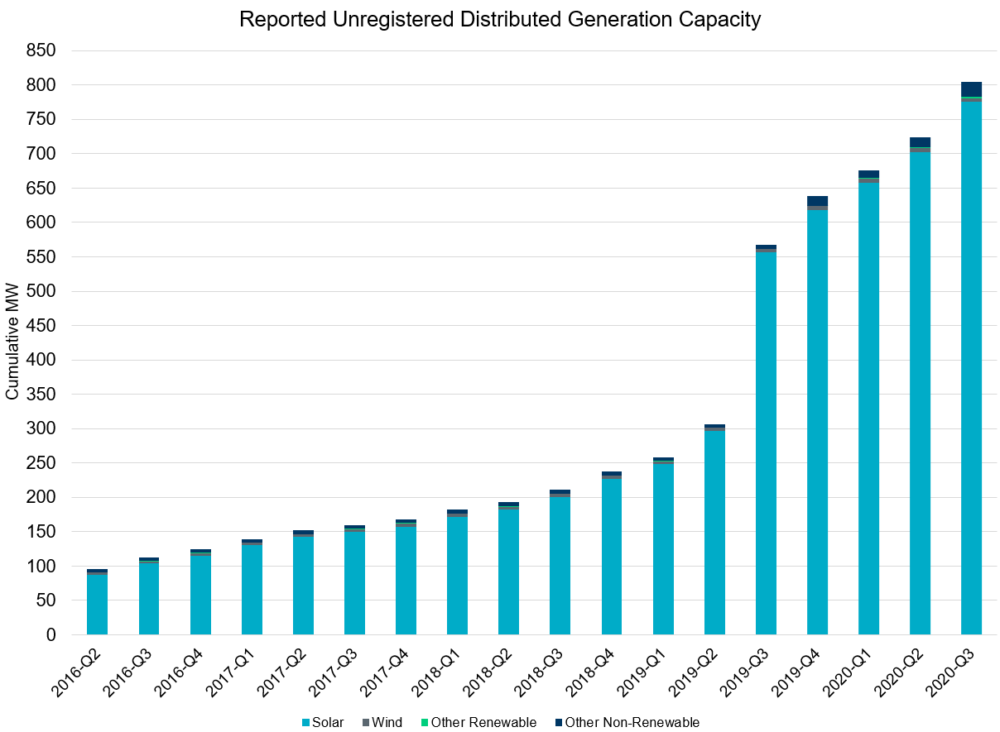 Reported Unregistered Distributed Generation Capacity
850
800
750
700
650
600
550
500
450
400
350
300
250
200
150
100
50
0
Cumulative MW
2016-Q2
2016-Q3
2016-Q4
2017-Q1
2017-Q2
2017-Q3
2017-Q4
2018-Q1
2018-Q2
2018-Q3
2018-Q4
2019-Q1
2019-Q2
2019-Q3
2019-Q4
2020-Q1
2020-Q2
2020-Q3
Solar Wind Other Renewable Other Non-Renewable